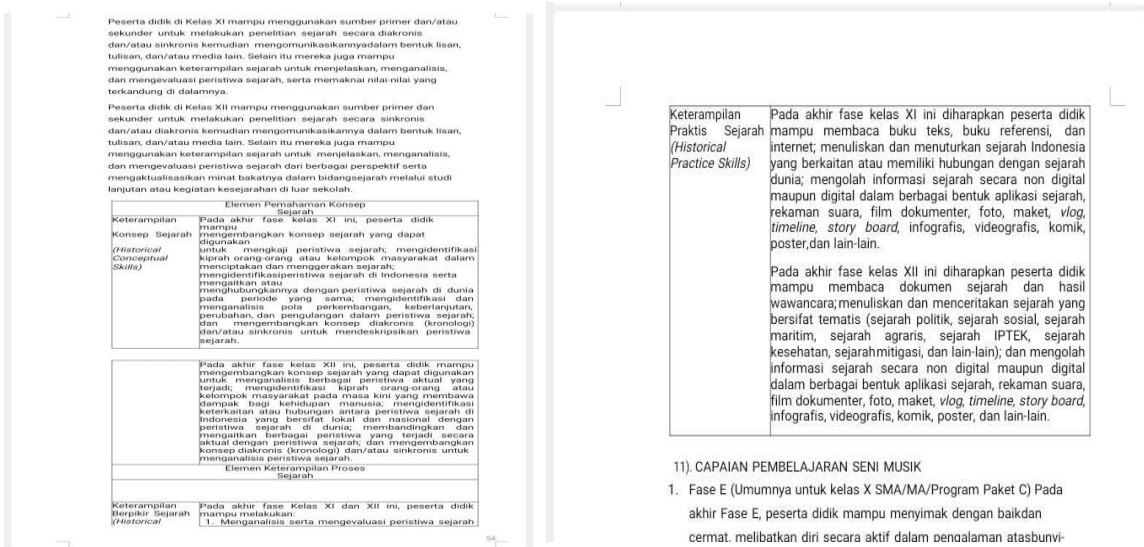 Peserta didik di Kelas XI mampu menggunakan sumber primer dan/atau
sekunder untuk melakukan penelitian sejarah secara diakronis
dan/atau sinkronis kemudian mengomunikasikannyadalam bentuk lisan,
tulisan, dan/atau media lain. Selain itu mereka juga mampu
menggunakan keterampilan sejarah untuk menjelaskan, menganalisis,
dan mengevaluasi peristiwa sejarah, serta memaknai nilai-nilai yang
terkandung di dalamnya.
Peserta didik di Kelas XII mampu menggunakan sumber primer dan
sekunder untuk melakukan penelitian sejarah secara sinkronis
dan/atau diakronis kemudian mengomunikasikannya dalam bentuk lisan,
tulisan, dan/atau media lain. Selain itu mereka juga mampu
menggunakan keterampilan sejarah untuk menjelaskan, menganalisis,
dan mengevaluasi peristiwa sejarah dari berbagai perspektif serta
mengaktualisasikan minat bakatnya dalam bidangsejarah melalui studi
lanjutan atau kegiatan kesejarahan di luar sekolah.
Elemen Pemahaman Konsep
Sejarah
Keterampilan
Konsep Sejarah
(Historical
Conceptual
Skills)
Pada akhir fase kelas XI ini, peserta didik
mampu
mengembangkan konsep sejarah yang dapat
digunakan
untuk mengkaji peristiwa sejarah; mengidentifikasi
kiprah orang-orang atau kelompok masyarakat dalam
menciptakan dan menggerakan sejarah;
mengidentifikasiperistiwa sejarah di Indonesia serta
mengaitkan atau
menghubungkannya dengan peristiwa sejarah di dunia
pada periode yang sama; mengidentifikasi dan
menganalisis pola perkembangan, keberlanjutan,
perubahan, dan pengulangan dalam peristiwa sejarah;
dan mengembangkan konsep diakronis (kronologi)
dan/atau sinkronis untuk mendeskripsikan peristiwa
sejarah.
Pada akhir fase kelas XII ini, peserta didik mampu
mengembangkan konsep sejarah yang dapat digunakan
untuk menganalisis berbagai peristiwa aktual yang
terjadi; mengidentifikasi kiprah orang-orang atau
kelompok masyarakat pada masa kini yang membawa
dampak bagi kehidupan manusia; mengidentifikasi
keterkaitan atau hubungan antara peristiwa sejarah di
Indonesia yang bersifat lokal dan nasional dengan
peristiwa sejarah di dunia; membandingkan dan
mengaitkan berbagai peristiwa yang terjadi secara
aktual dengan peristiwa sejarah; dan mengembangkan
konsep diakronis (kronologi) dan/atau sinkronis untuk
menganalisis peristiwa sejarah.
Elemen Keterampilan Proses
Sejarah
Keterampilan
Berpikir Sejarah
(Historical
Pada akhir fase Kelas XI dan XII ini, peserta didik
mampu melakukan:
1. Menganalisis serta mengevaluasi peristiwa sejarah
Keterampilan
Praktis Sejarah
(Historical
Practice Skills)
Pada akhir fase kelas XI ini diharapkan peserta didik
mampu membaca buku teks, buku referensi, dan
internet; menuliskan dan menuturkan sejarah Indonesia
yang berkaitan atau memiliki hubungan dengan sejarah
dunia; mengolah informasi sejarah secara non digital
maupun digital dalam berbagai bentuk aplikasi sejarah,
rekaman suara, film dokumenter, foto, maket, vlog,
timeline, story board, infografis, videografis, komik,
poster,dan lain-lain.
Pada akhir fase kelas XII ini diharapkan peserta didik
mampu membaca dokumen sejarah dan hasil
wawancara;menuliskan dan menceritakan sejarah yang
bersifat tematis (sejarah politik, sejarah sosial, sejarah
maritim, sejarah agraris, sejarah IPTEK, sejarah
kesehatan, sejarahmitigasi, dan lain-lain); dan mengolah
informasi sejarah secara non digital maupun digital
dalam berbagai bentuk aplikasi sejarah, rekaman suara,
film dokumenter, foto, maket, vlog, timeline, story board,
infografis, videografis, komik, poster, dan lain-lain.
11). CAPAIAN PEMBELAJARAN SENI MUSIK
1. Fase E (Umumnya untuk kelas X SMA/MA/Program Paket C) Pada
akhir Fase E, peserta didik mampu menyimak dengan baikdan
cermat, melibatkan diri secara aktif dalam pengalaman atasbunyi-